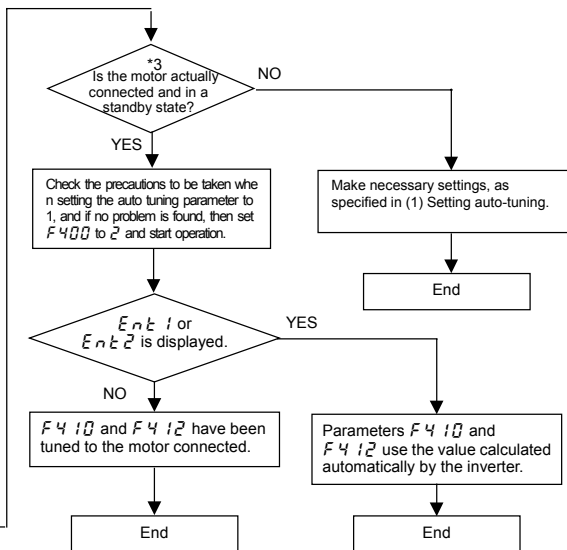 *3
Is the motor actually
connected and in a
standby state?
NO
YES
Check the precautions to be taken whe
n setting the auto tuning parameter to
1, and if no problem is found, then set
F400 to 2 and start operation.
Make necessary settings, as
specified in (1) Setting auto-tuning.
End
Ent1 or
Ent2 is displayed.
YES
NO
F410 and F412 have been
tuned to the motor connected.
Parameters F410 and
F412 use the value calculated
automatically by the inverter.
End
End